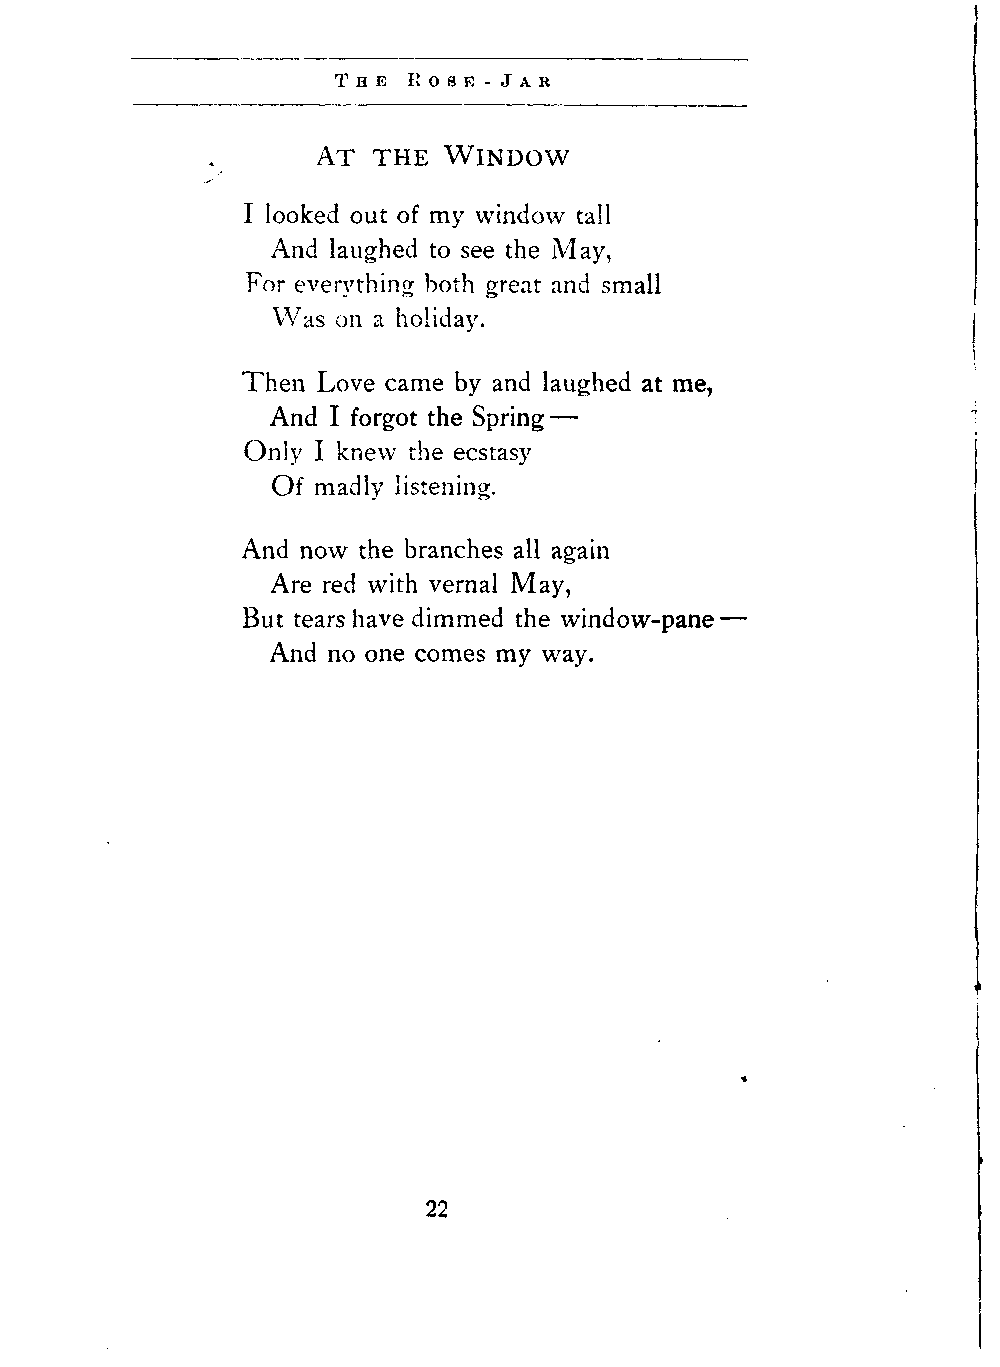 THE ROSE-JAR
AT THE WINDOW
I looked out of my window tall
And laughed to see the May,
For everything both great and small
Was on a holiday.
Then Love came by and laughed at me,
And I forgot the Spring—
Only I knew the ecstasy
Of madly listening.
And now the branches all again
Are red with vernal May,
But tears have dimmed the window-pane—
And no one comes my way.
22